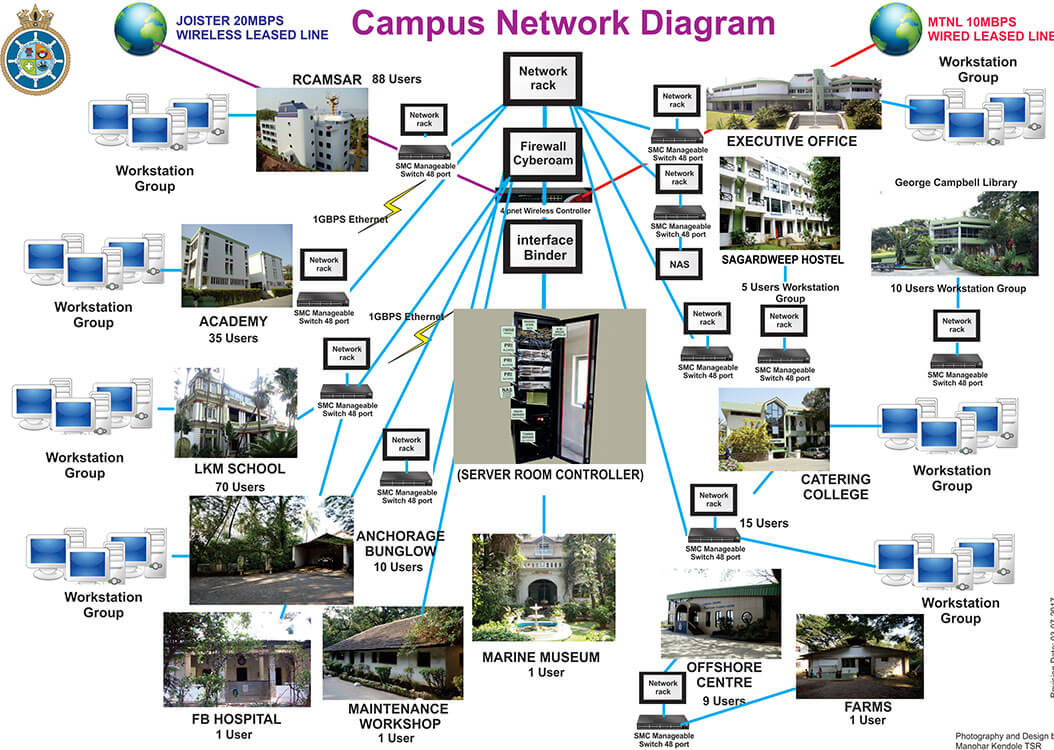 Campus Network Diagram
JOISTER 20MBPS
WIRELESS LEASED LINE
MTNL 10MBPS
WIRED LEASED LINE
RCAMSAR 88 Users
Workstation
Group
Network
rack
SMC Manageable
Switch 48 port
Network
rack
Firewall
Cyberoam
4 ipnet Wireless Controller
interface
Binder
Network
rack
SMC Manageable
Switch 48 port
EXECUTIVE OFFICE
Workstation
Group
1GBPS Ethernet
Network
rack
SMC Manageable
Switch 48 port
NAS
SAGARDWEEP HOSTEL
5 Users Workstation
Group
George Campbell Library
10 Users Workstation Group
Workstation
Group
ACADEMY
35 Users
Network
rack
SMC Manageable
Switch 48 port
1GBPS Ethernet
Network
rack
SMC Manageable
Switch 48 port
Network
rack
SMC Manageable
Switch 48 port
Network
rack
SMC Manageable
Switch 48 port
Workstation
Group
LKM SCHOOL
70 Users
Network
rack
SMC Manageable
Switch 48 port
PRI
PRI
PRI
NAS
(SERVER ROOM CONTROLLER)
CATERING
COLLEGE
Workstation
Group
Network
rack
SMC Manageable
Switch 48 port
Network
rack
15 Users
SMC Manageable
Switch 48 port
Workstation
Group
ANCHORAGE
BUNGLOW
10 Users
Workstation
Group
FB HOSPITAL
1 User
MAINTENANCE
WORKSHOP
1 User
MARINE MUSEUM
1 User
OFFSHORE
CENTRE
9 Users
Network
rack
SMC Manageable
Switch 48 port
FARMS
1 User
Photography and Design b
Manohar Kendole TSR